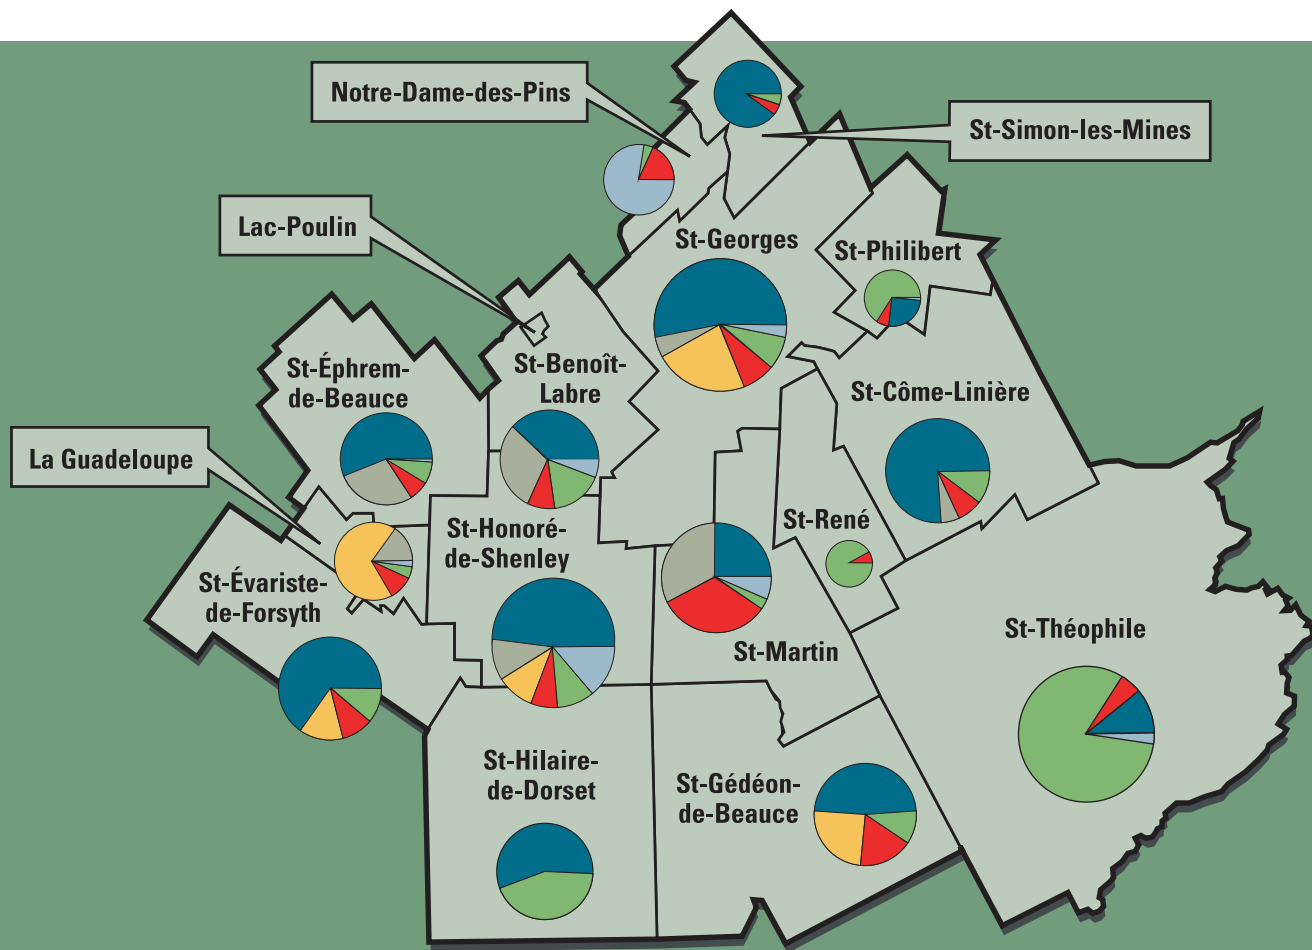 Notre-Dame-des-Pins
St-Simon-les-Mines
Lac-Poulin
St-Georges
St-Philibert
St-Éphrem-
de-Beauce
St-Benoît-
Labre
St-Côme-Linière
La Guadeloupe
St-Honoré-
de-Shenley
St-René
St-Évariste-
de-Forsyth
St-Martin
St-Théophile
St-Hilaire-
de-Dorset
St-Gédéon-
de-Beauce